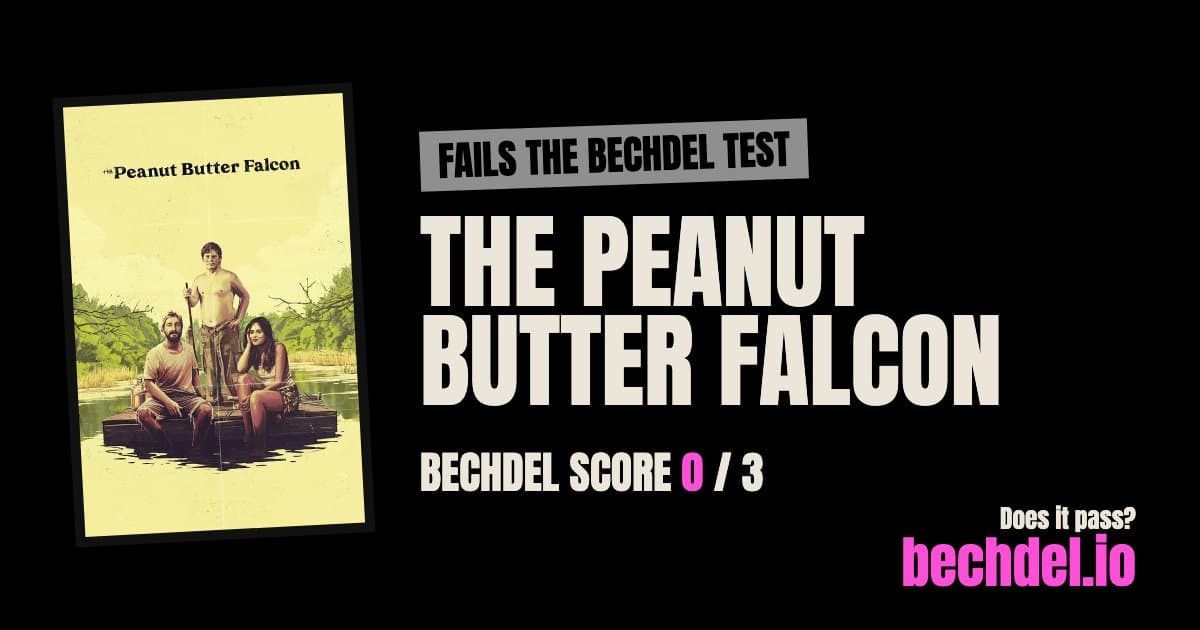 The Peanut Butter Falcon
FAILS THE BECHDEL TEST
THE PEANUT
BUTTER FALCON
BECHDEL SCORE 0 / 3
Does it pass?
bechdel.io